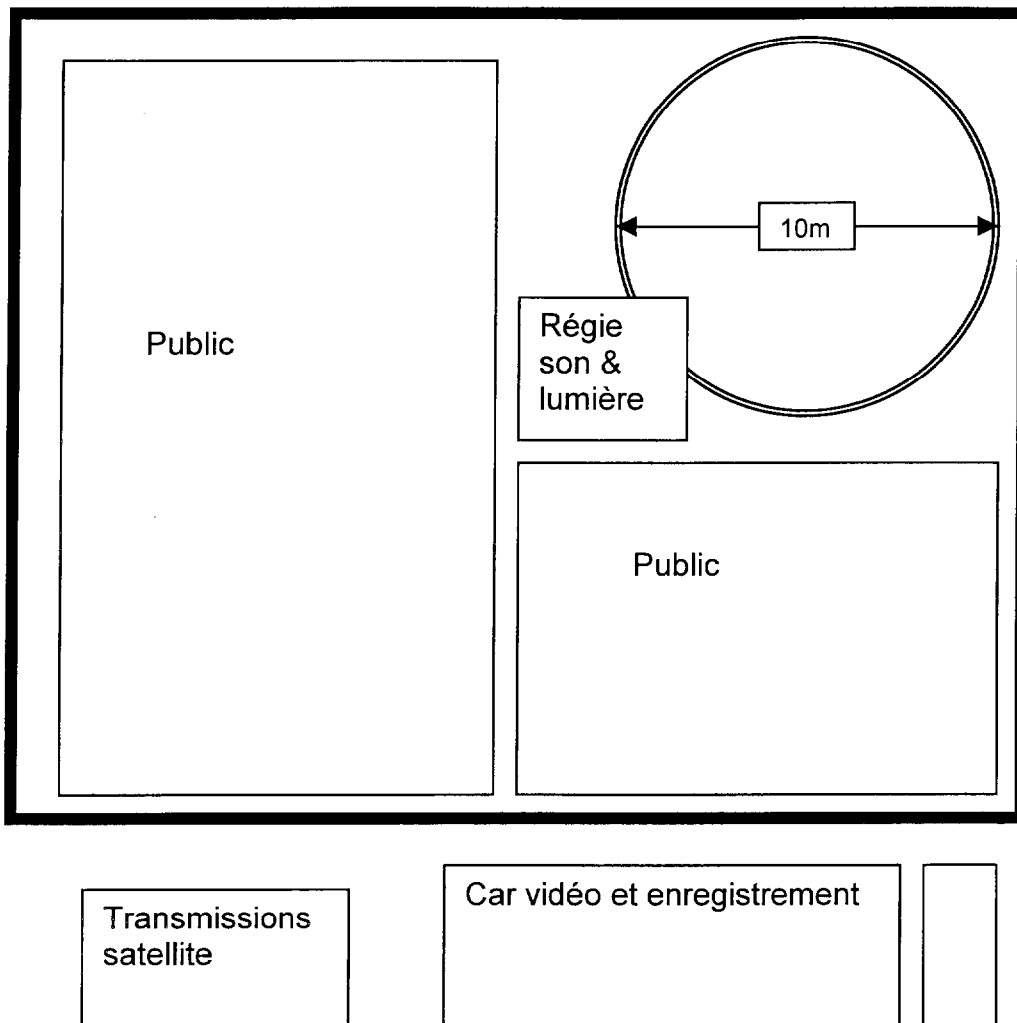 10m
Régie
son &
lumière
Public
Public
Transmissions
satellite
Car vidéo et enregistrement